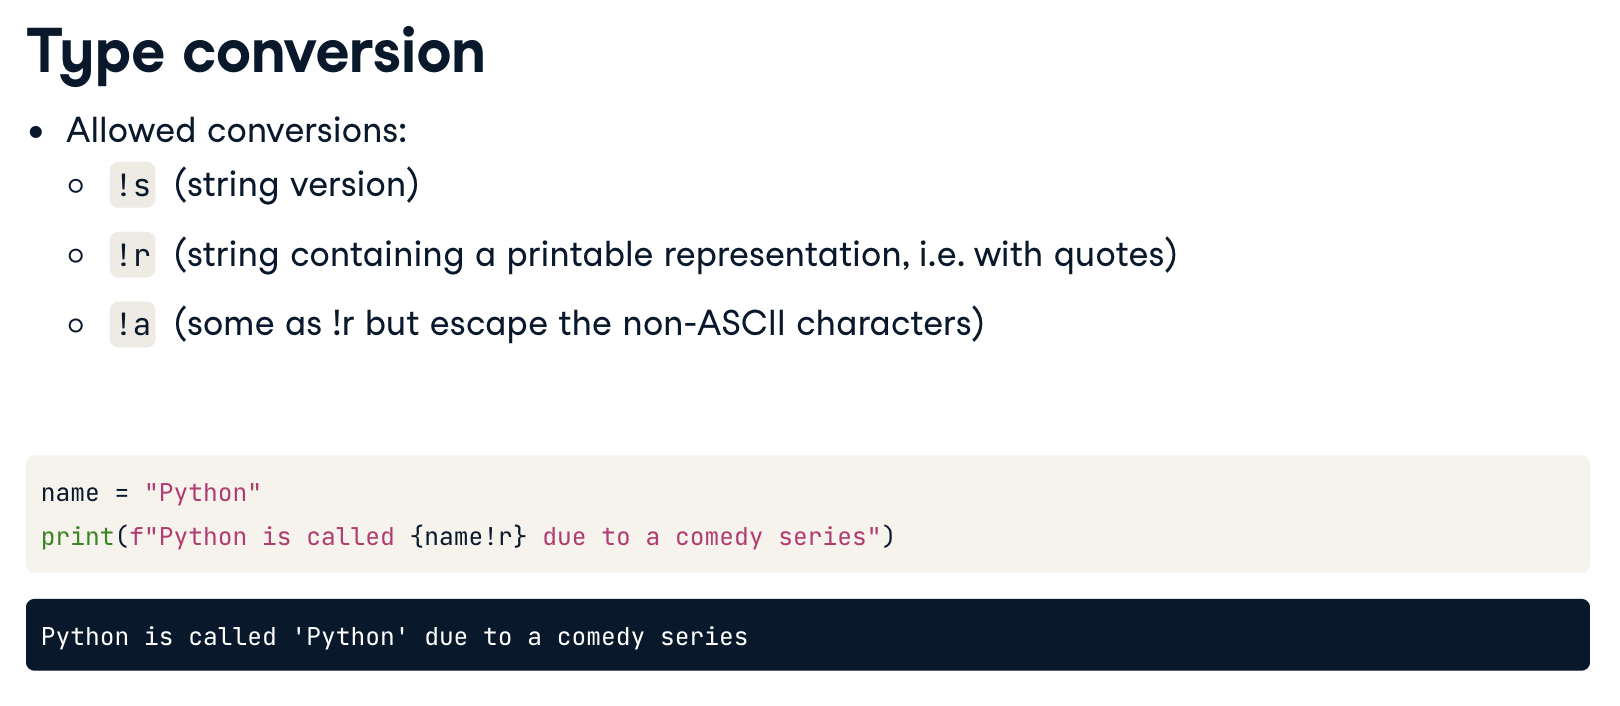 Type conversion
• Allowed conversions:
○ !s (string version)
○ !r (string containing a printable representation, i.e. with quotes)
○ !a (some as !r but escape the non-ASCII characters)
name = "Python"
print(f"Python is called {name!r} due to a comedy series")
Python is called 'Python' due to a comedy series